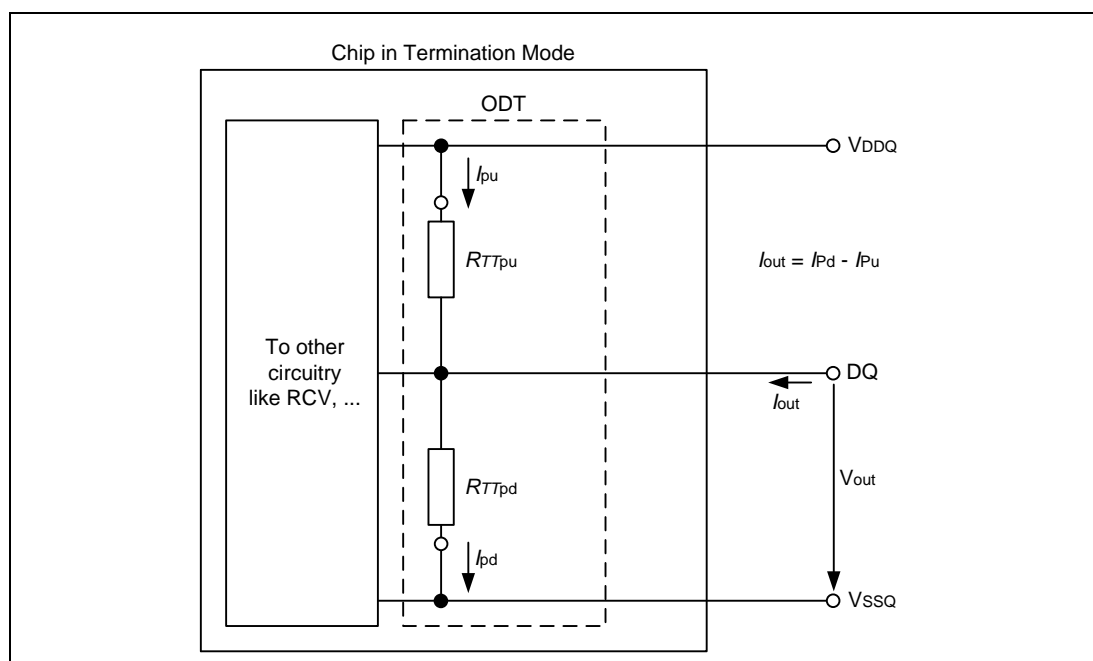 Chip in Termination Mode
ODT
VDDQ
Ipu
RTTpu
Iout = IPd - IPu
To other
circuitry
like RCV, ...
DQ
Iout
RTTpd
Vout
Ipd
VSSQ